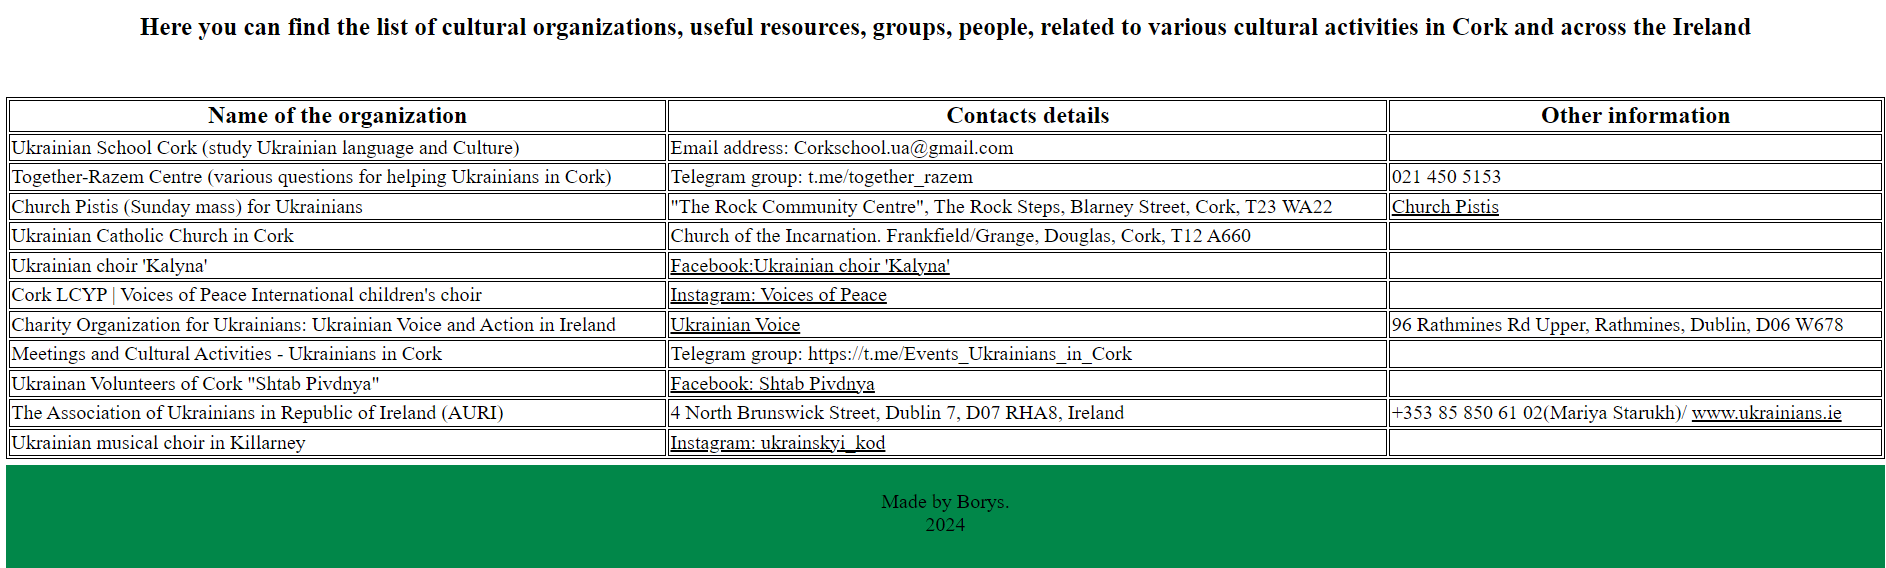 Here you can find the list of cultural organizations, useful resources, groups, people, related to various cultural activities in Cork and across the Ireland
Name of the organization Contacts details Other information
Ukrainian School Cork (study Ukrainian language and Culture) Email address: Corkschool.ua@gmail.com
Together-Razem Centre (various questions for helping Ukrainians in Cork) Telegram group: t.me/together_razem 021 450 5153
Church Pistis (Sunday mass) for Ukrainians "The Rock Community Centre", The Rock Steps, Blarney Street, Cork, T23 WA22 Church Pistis
Ukrainian Catholic Church in Cork Church of the Incarnation. Frankfield/Grange, Douglas, Cork, T12 A660
Ukrainian choir 'Kalyna' Facebook:Ukrainian choir 'Kalyna'
Cork LCYP | Voices of Peace International children's choir Instagram: Voices of Peace
Charity Organization for Ukrainians: Ukrainian Voice and Action in Ireland Ukrainian Voice 96 Rathmines Rd Upper, Rathmines, Dublin, D06 W678
Meetings and Cultural Activities - Ukrainians in Cork Telegram group: https://t.me/Events_Ukrainians_in_Cork
Ukrainan Volunteers of Cork "Shtab Pivdnya" Facebook: Shtab Pivdnya
The Association of Ukrainians in Republic of Ireland (AURI) 4 North Brunswick Street, Dublin 7, D07 RHA8, Ireland +353 85 850 61 02(Mariya Starukh)/ www.ukrainians.ie
Ukrainian musical choir in Killarney Instagram: ukrainskyi_kod
Made by Borys.
2024